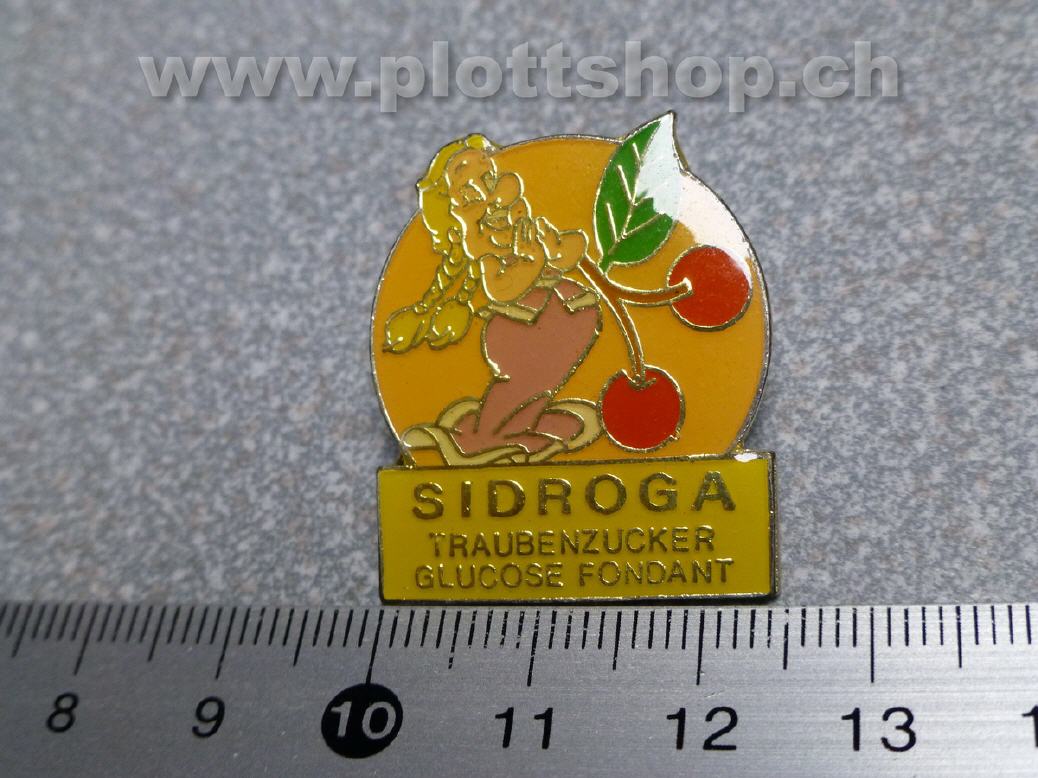 www.plottshop.ch
SIDROGA
TRAUBENZUCKER
GLUCOSE FONDANT
8 9 10 11 12 13